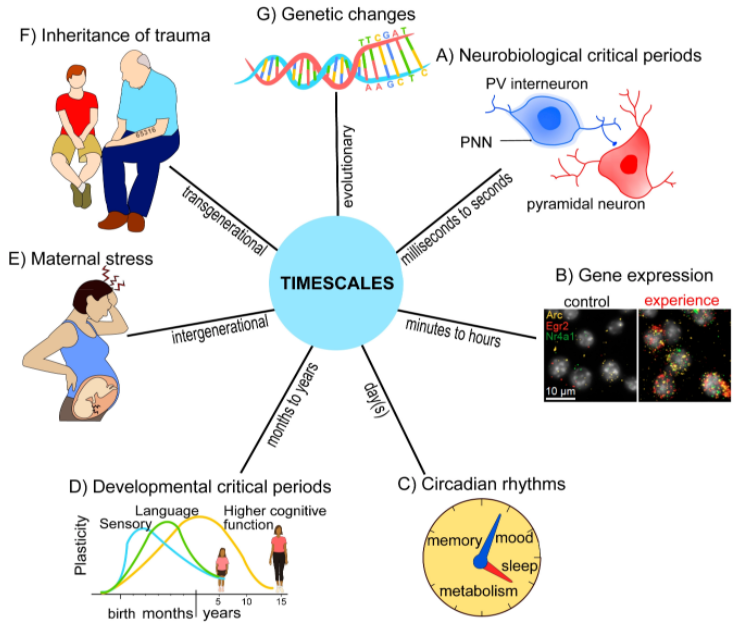 G) Genetic changes
TTCGAT
AAGCTC
F) Inheritance of trauma
65316
A) Neurobiological critical periods
PV interneuron
PNN
pyramidal neuron
evolutionary
transgenerational
milliseconds to seconds
TIMESCALES
E) Maternal stress
intergenerational
minutes to hours
B) Gene expression
control
experience
Arc
Egr2
Nr4a1
10 μm
months to years
day(s)
D) Developmental critical periods
Plasticity
Sensory
Language
Higher cognitive
function
birth months years
5 10 15
C) Circadian rhythms
memory
mood
sleep
metabolism